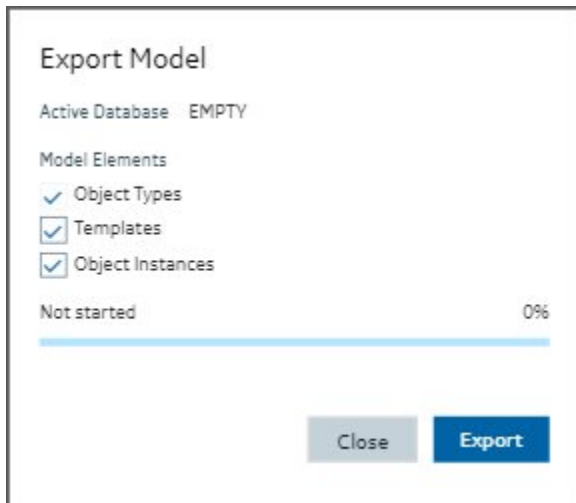 Export Model
Active Database EMPTY
Model Elements
Object Types
Templates
Object Instances
Not started 0%
Close Export